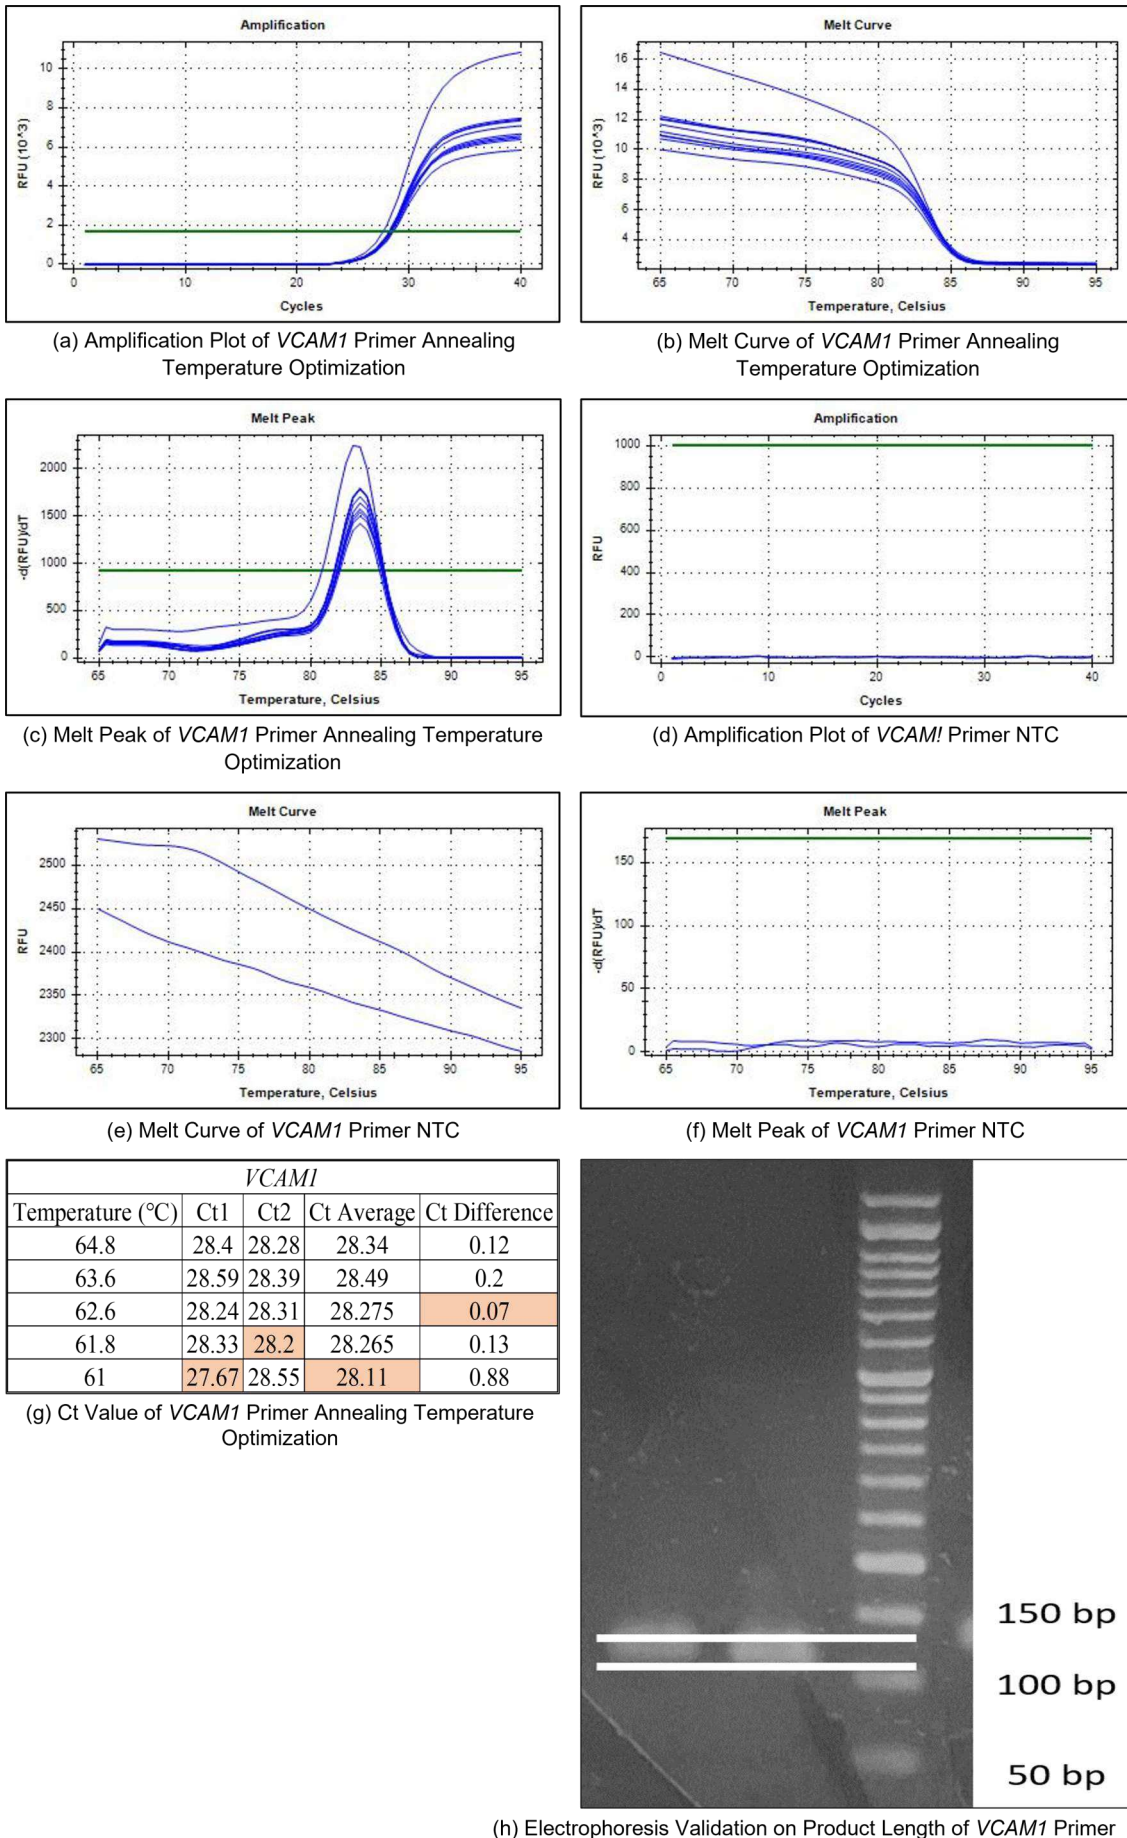 Amplification
RFU (10^3)
10
8
6
4
2
0
0 10 20 30 40
Cycles
(a) Amplification Plot of VCAM1 Primer Annealing
Temperature Optimization
Melt Curve
RFU (10^3)
16
14
12
10
8
6
4
65 70 75 80 85 90 95
Temperature, Celsius
(b) Melt Curve of VCAM1 Primer Annealing
Temperature Optimization
Melt Peak
-d(RFU)/dT
2000
1500
1000
500
0
65 70 75 80 85 90 95
Temperature, Celsius
(c) Melt Peak of VCAM1 Primer Annealing Temperature
Optimization
Amplification
RFU
1000
800
600
400
200
0
0 10 20 30 40
Cycles
(d) Amplification Plot of VCAM! Primer NTC
Melt Curve
RFU
2500
2450
2400
2350
2300
65 70 75 80 85 90 95
Temperature, Celsius
(e) Melt Curve of VCAM1 Primer NTC
Melt Peak
-d(RFU)/dT
150
100
50
0
65 70 75 80 85 90 95
Temperature, Celsius
(f) Melt Peak of VCAM1 Primer NTC
VCAM1
Temperature (°C) Ct1 Ct2 Ct Average Ct Difference
64.8 28.4 28.28 28.34 0.12
63.6 28.59 28.39 28.49 0.2
62.6 28.24 28.31 28.275 0.07
61.8 28.33 28.2 28.265 0.13
61 27.67 28.55 28.11 0.88
(g) Ct Value of VCAM1 Primer Annealing Temperature
Optimization
150 bp
100 bp
50 bp
(h) Electrophoresis Validation on Product Length of VCAM1 Primer